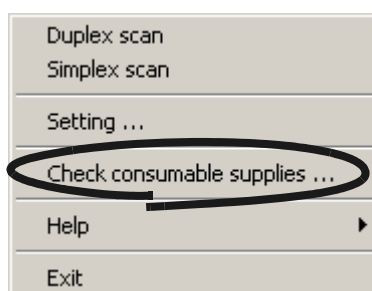 Duplex scan
Simplex scan
Setting ...
Check consumable supplies ...
Help
Exit